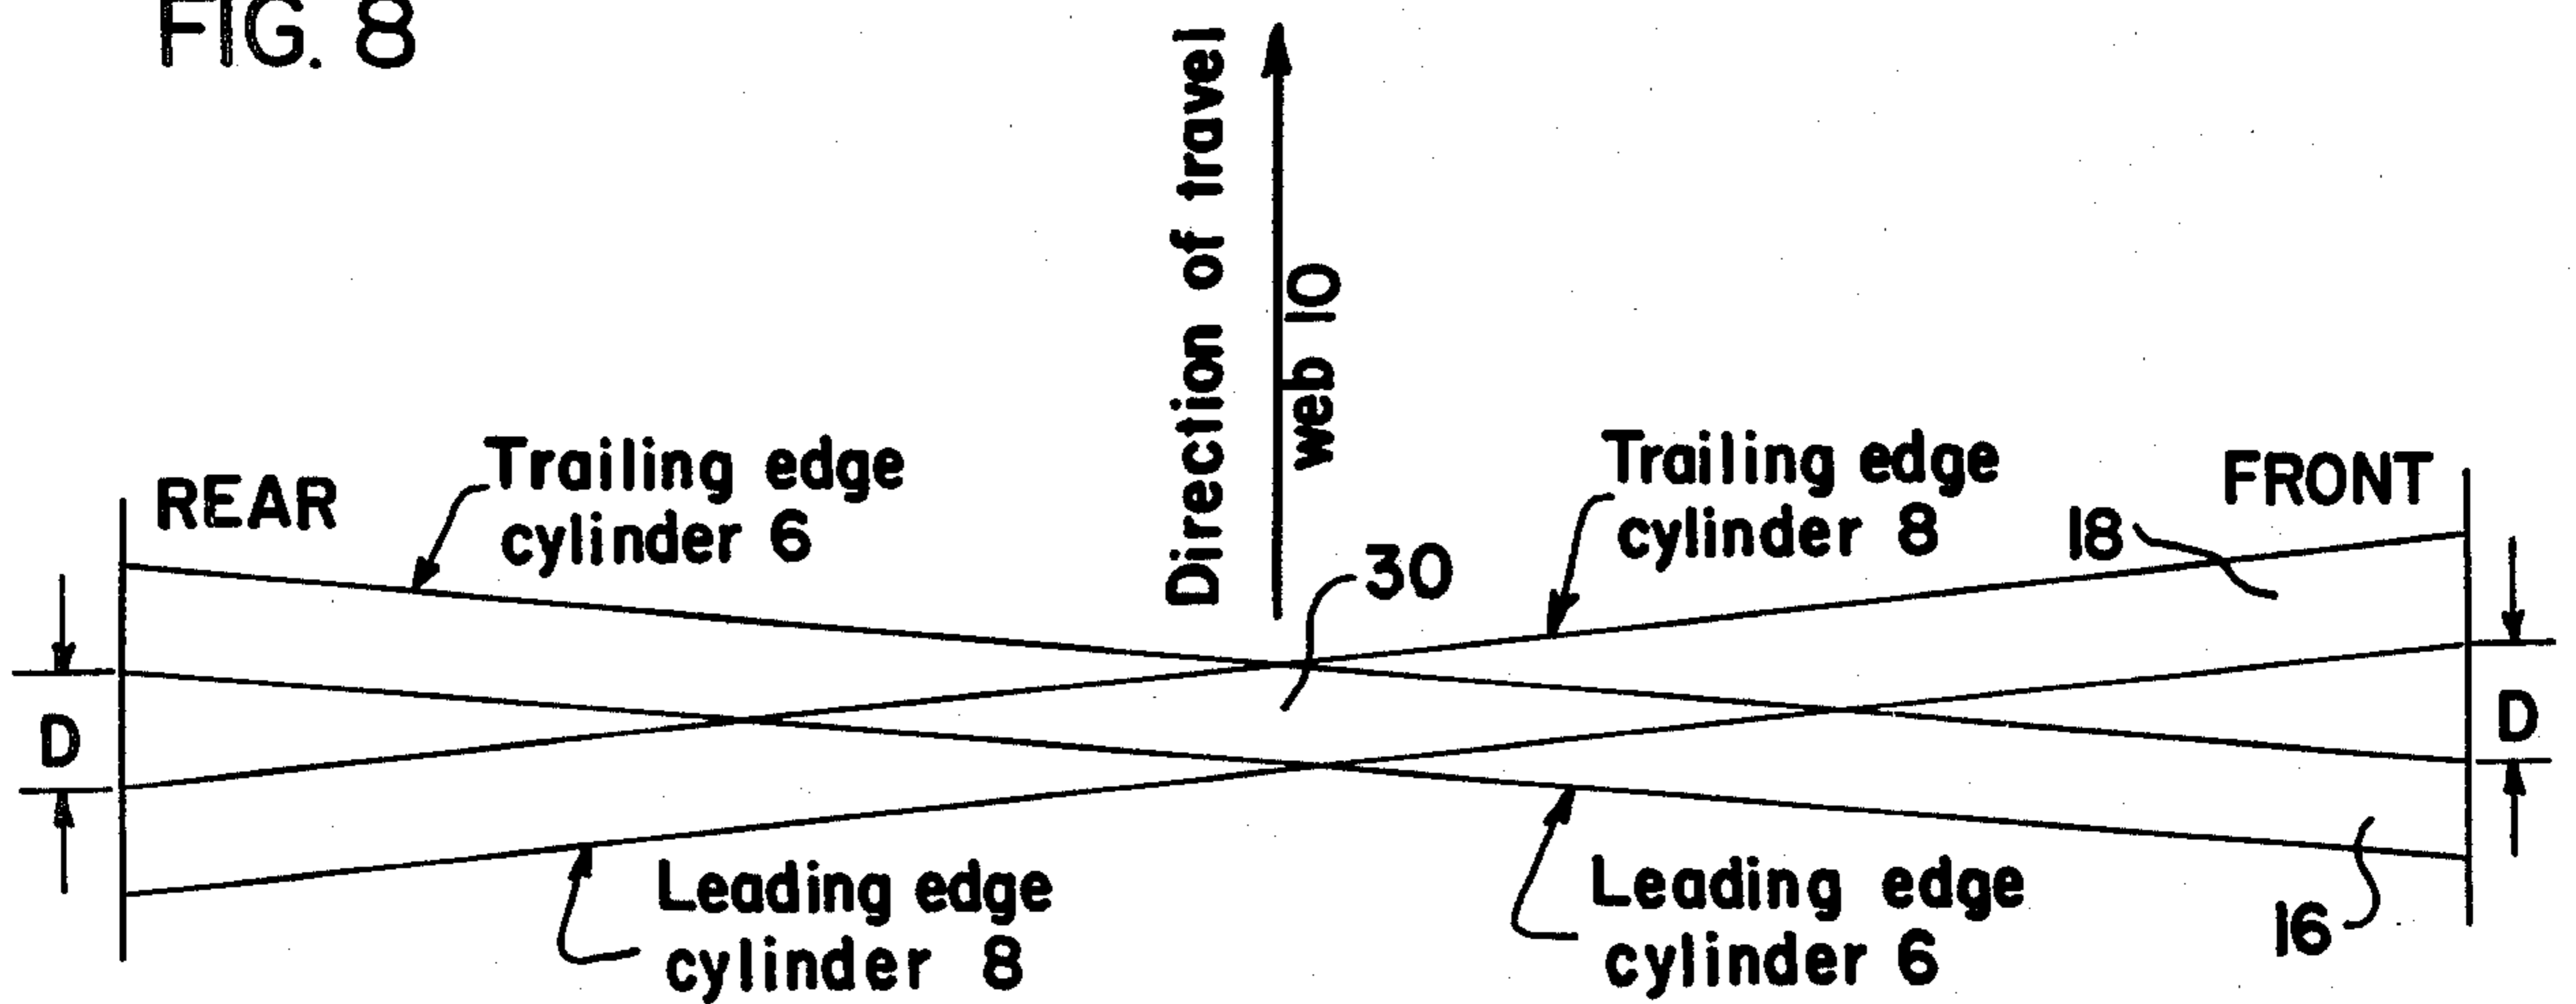 FIG. 8
Direction of travel
web 10
REAR
Trailing edge
cylinder 6
30
Trailing edge
cylinder 8
18
FRONT
D
D
Leading edge
cylinder 8
Leading edge
cylinder 6
16